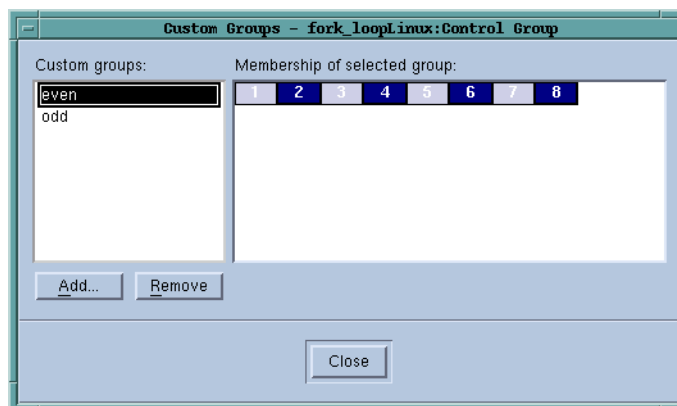 Custom Groups - fork_loopLinux:Control Group
Custom groups: Membership of selected group:
even 1 2 3 4 5 6 7 8
odd
Add... Remove
Close